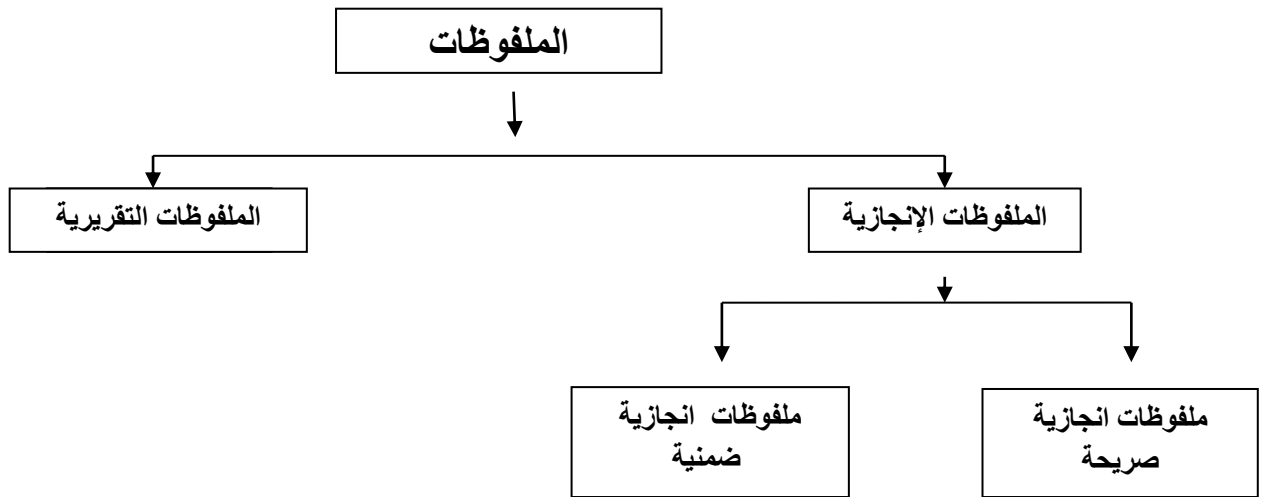 الملفوظات
الملفوظات الإنجازية
الملفوظات التقريرية
ملفوظات انجازية
صريحة
ملفوظات انجازية
ضمنية